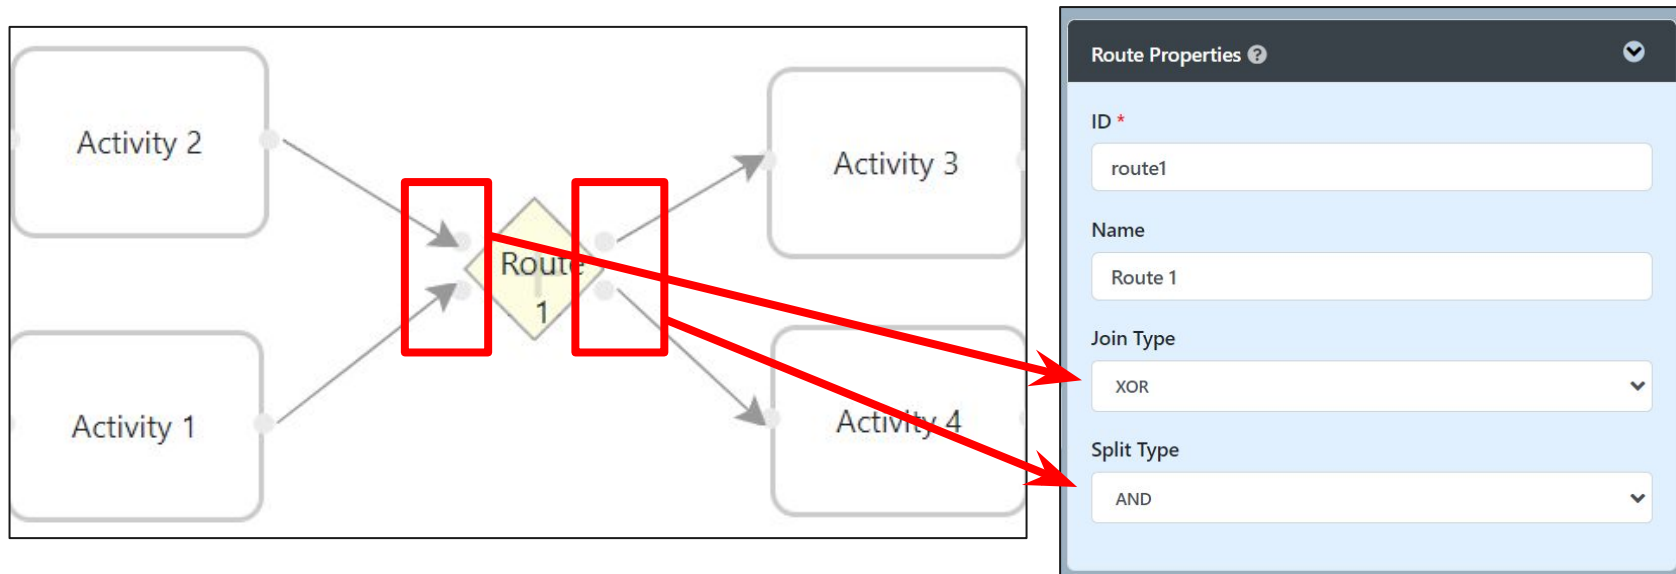 Activity 2
Activity 1
Route
1
Activity 3
Activity 4
Route Properties ?
ID *
route1
Name
Route 1
Join Type
XOR
Split Type
AND